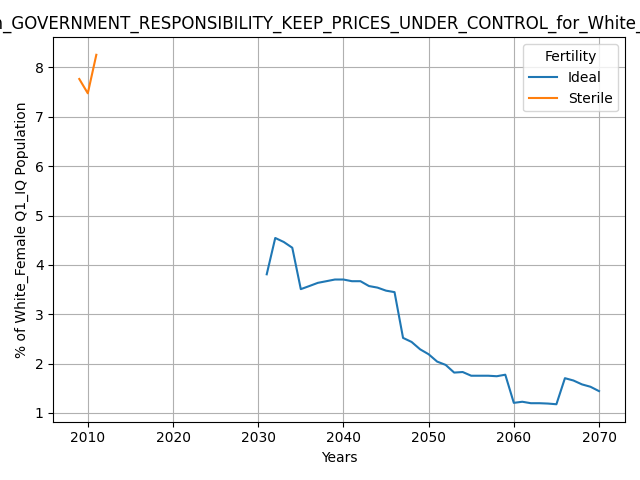 _GOVERNMENT_RESPONSIBILITY_KEEP_PRICES_UNDER_CONTROL_for_White_
Fertility
Ideal
Sterile
% of White_Female Q1_IQ Population
8
7
6
5
4
3
2
1
2010 2020 2030 2040 2050 2060 2070
Years